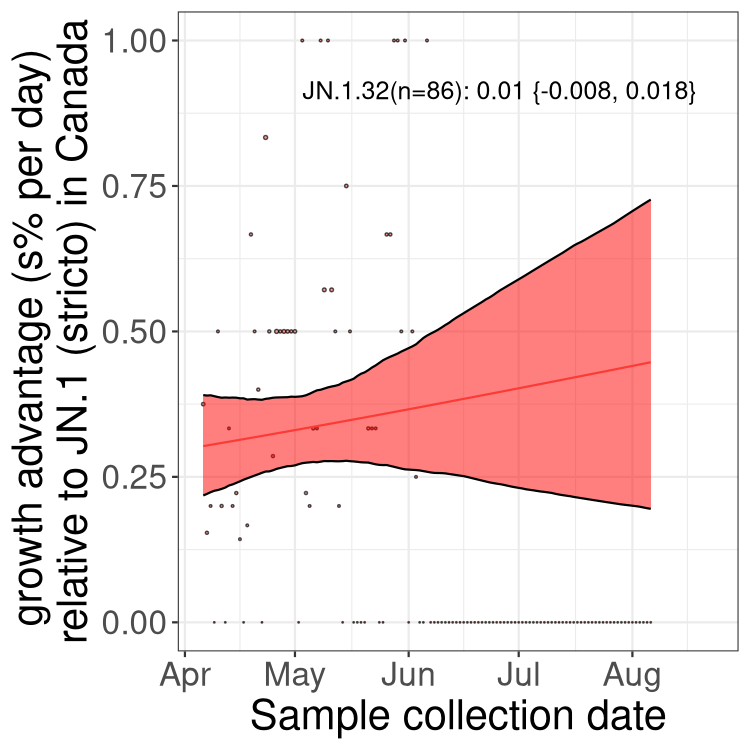 growth advantage (s% per day)
relative to JN.1 (stricto) in Canada
1.00
0.75
0.50
0.25
0.00
JN.1.32(n=86): 0.01 {-0.008, 0.018}
Apr May Jun Jul Aug
Sample collection date